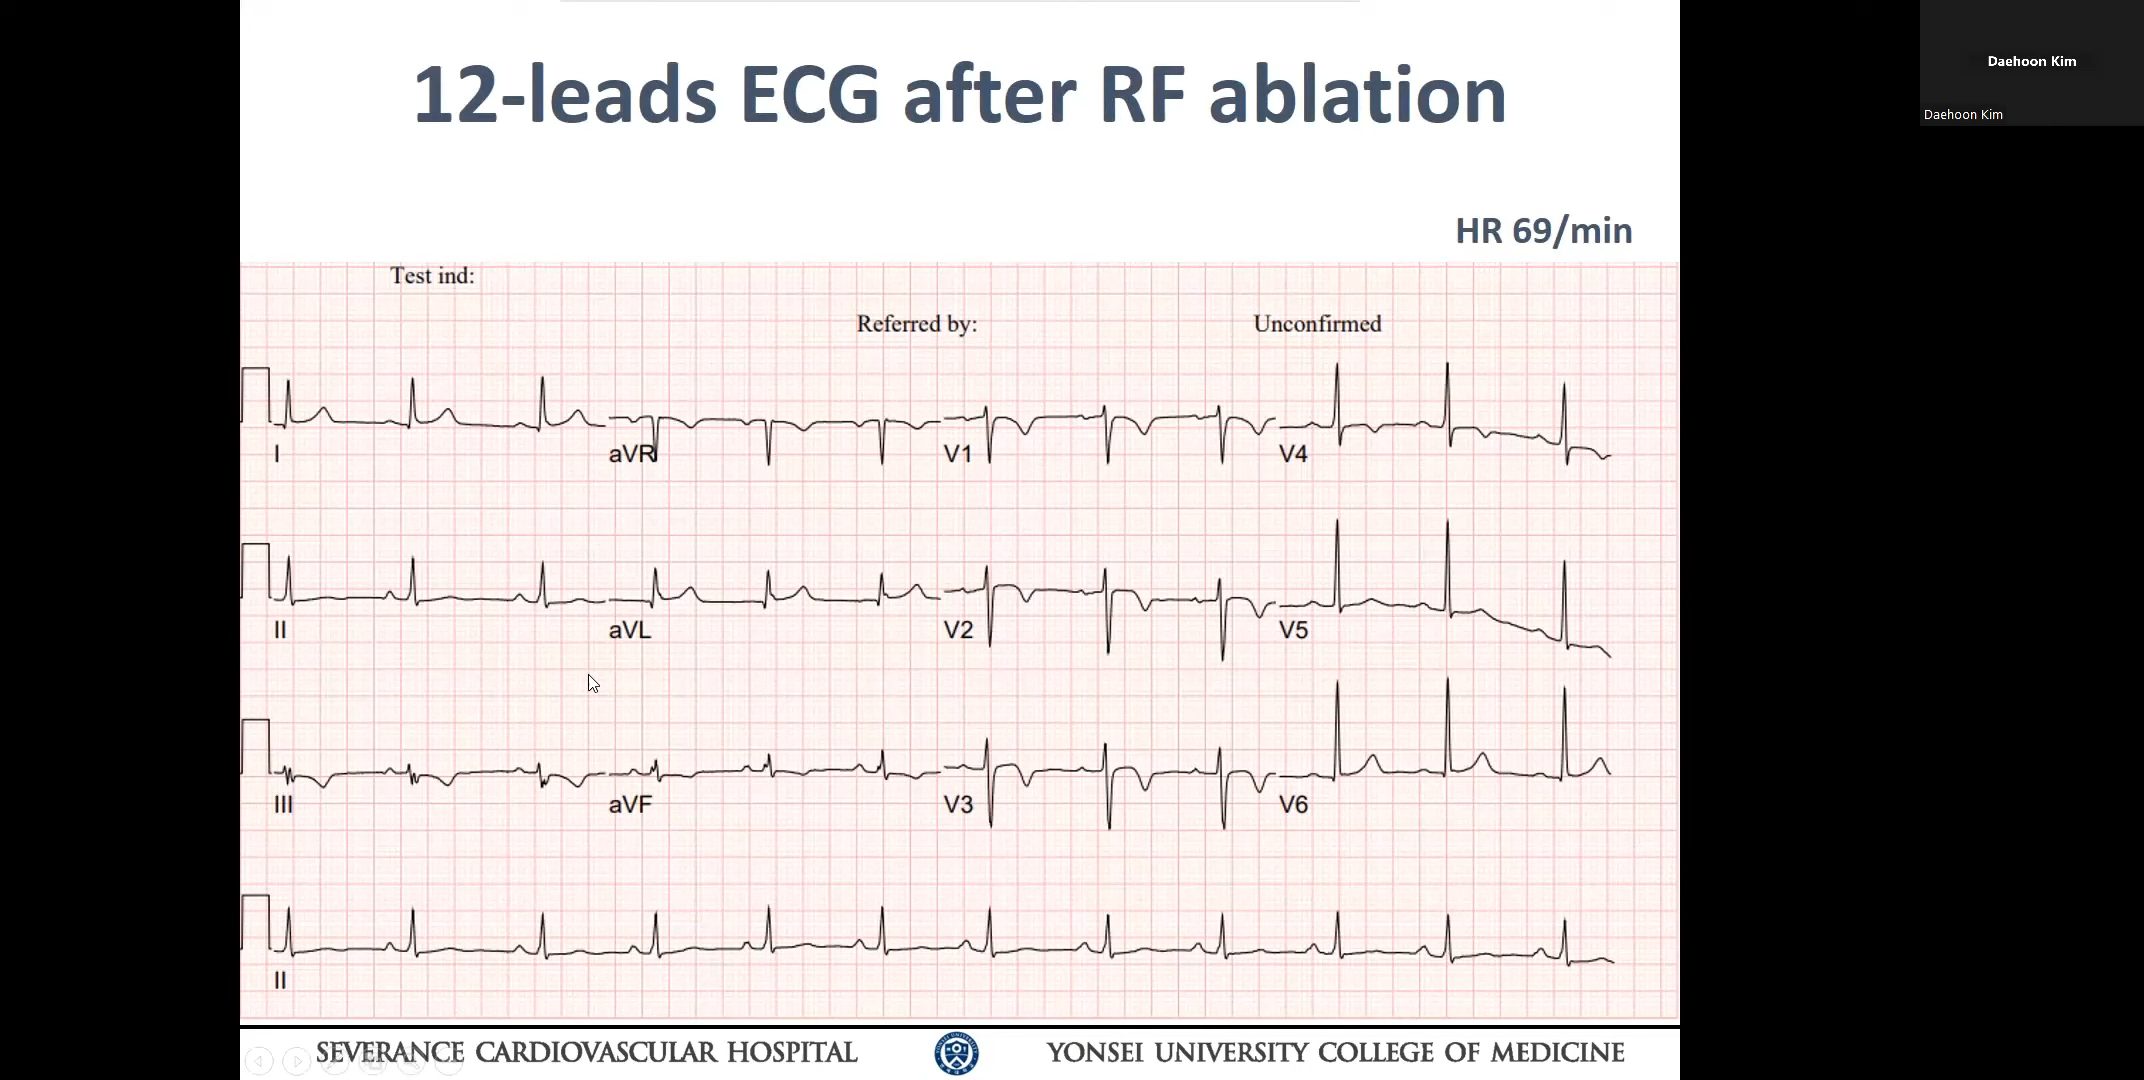 12-leads ECG after RF ablation
Daehoon Kim
Daehoon Kim
HR 69/min
Test ind:
Referred by:
Unconfirmed
I
aVR
V1
V4
II
aVL
V2
V5
III
aVF
V3
V6
II
SEVERANCE CARDIOVASCULAR HOSPITAL
YONSEI UNIVERSITY COLLEGE OF MEDICINE